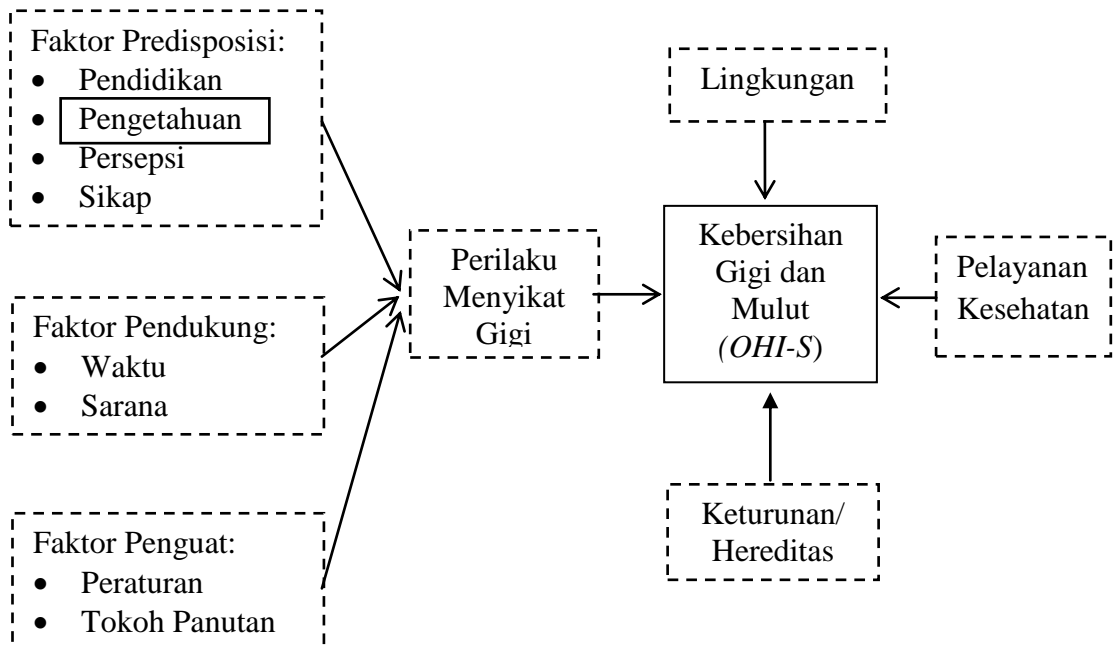 Faktor Predisposisi:
• Pendidikan
• Pengetahuan
• Persepsi
• Sikap
Faktor Pendukung:
• Waktu
• Sarana
Faktor Penguat:
• Peraturan
• Tokoh Panutan
Perilaku
Menyikat
Gigi
Lingkungan
Kebersihan
Gigi dan
Mulut
(OHI-S)
Pelayanan
Kesehatan
Keturunan/
Hereditas